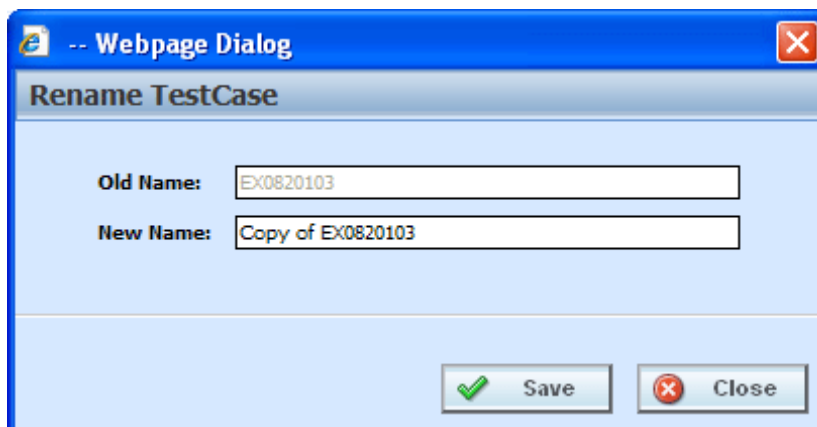 -- Webpage Dialog
Rename TestCase
Old Name: EX0820103
New Name: Copy of EX0820103
Save Close